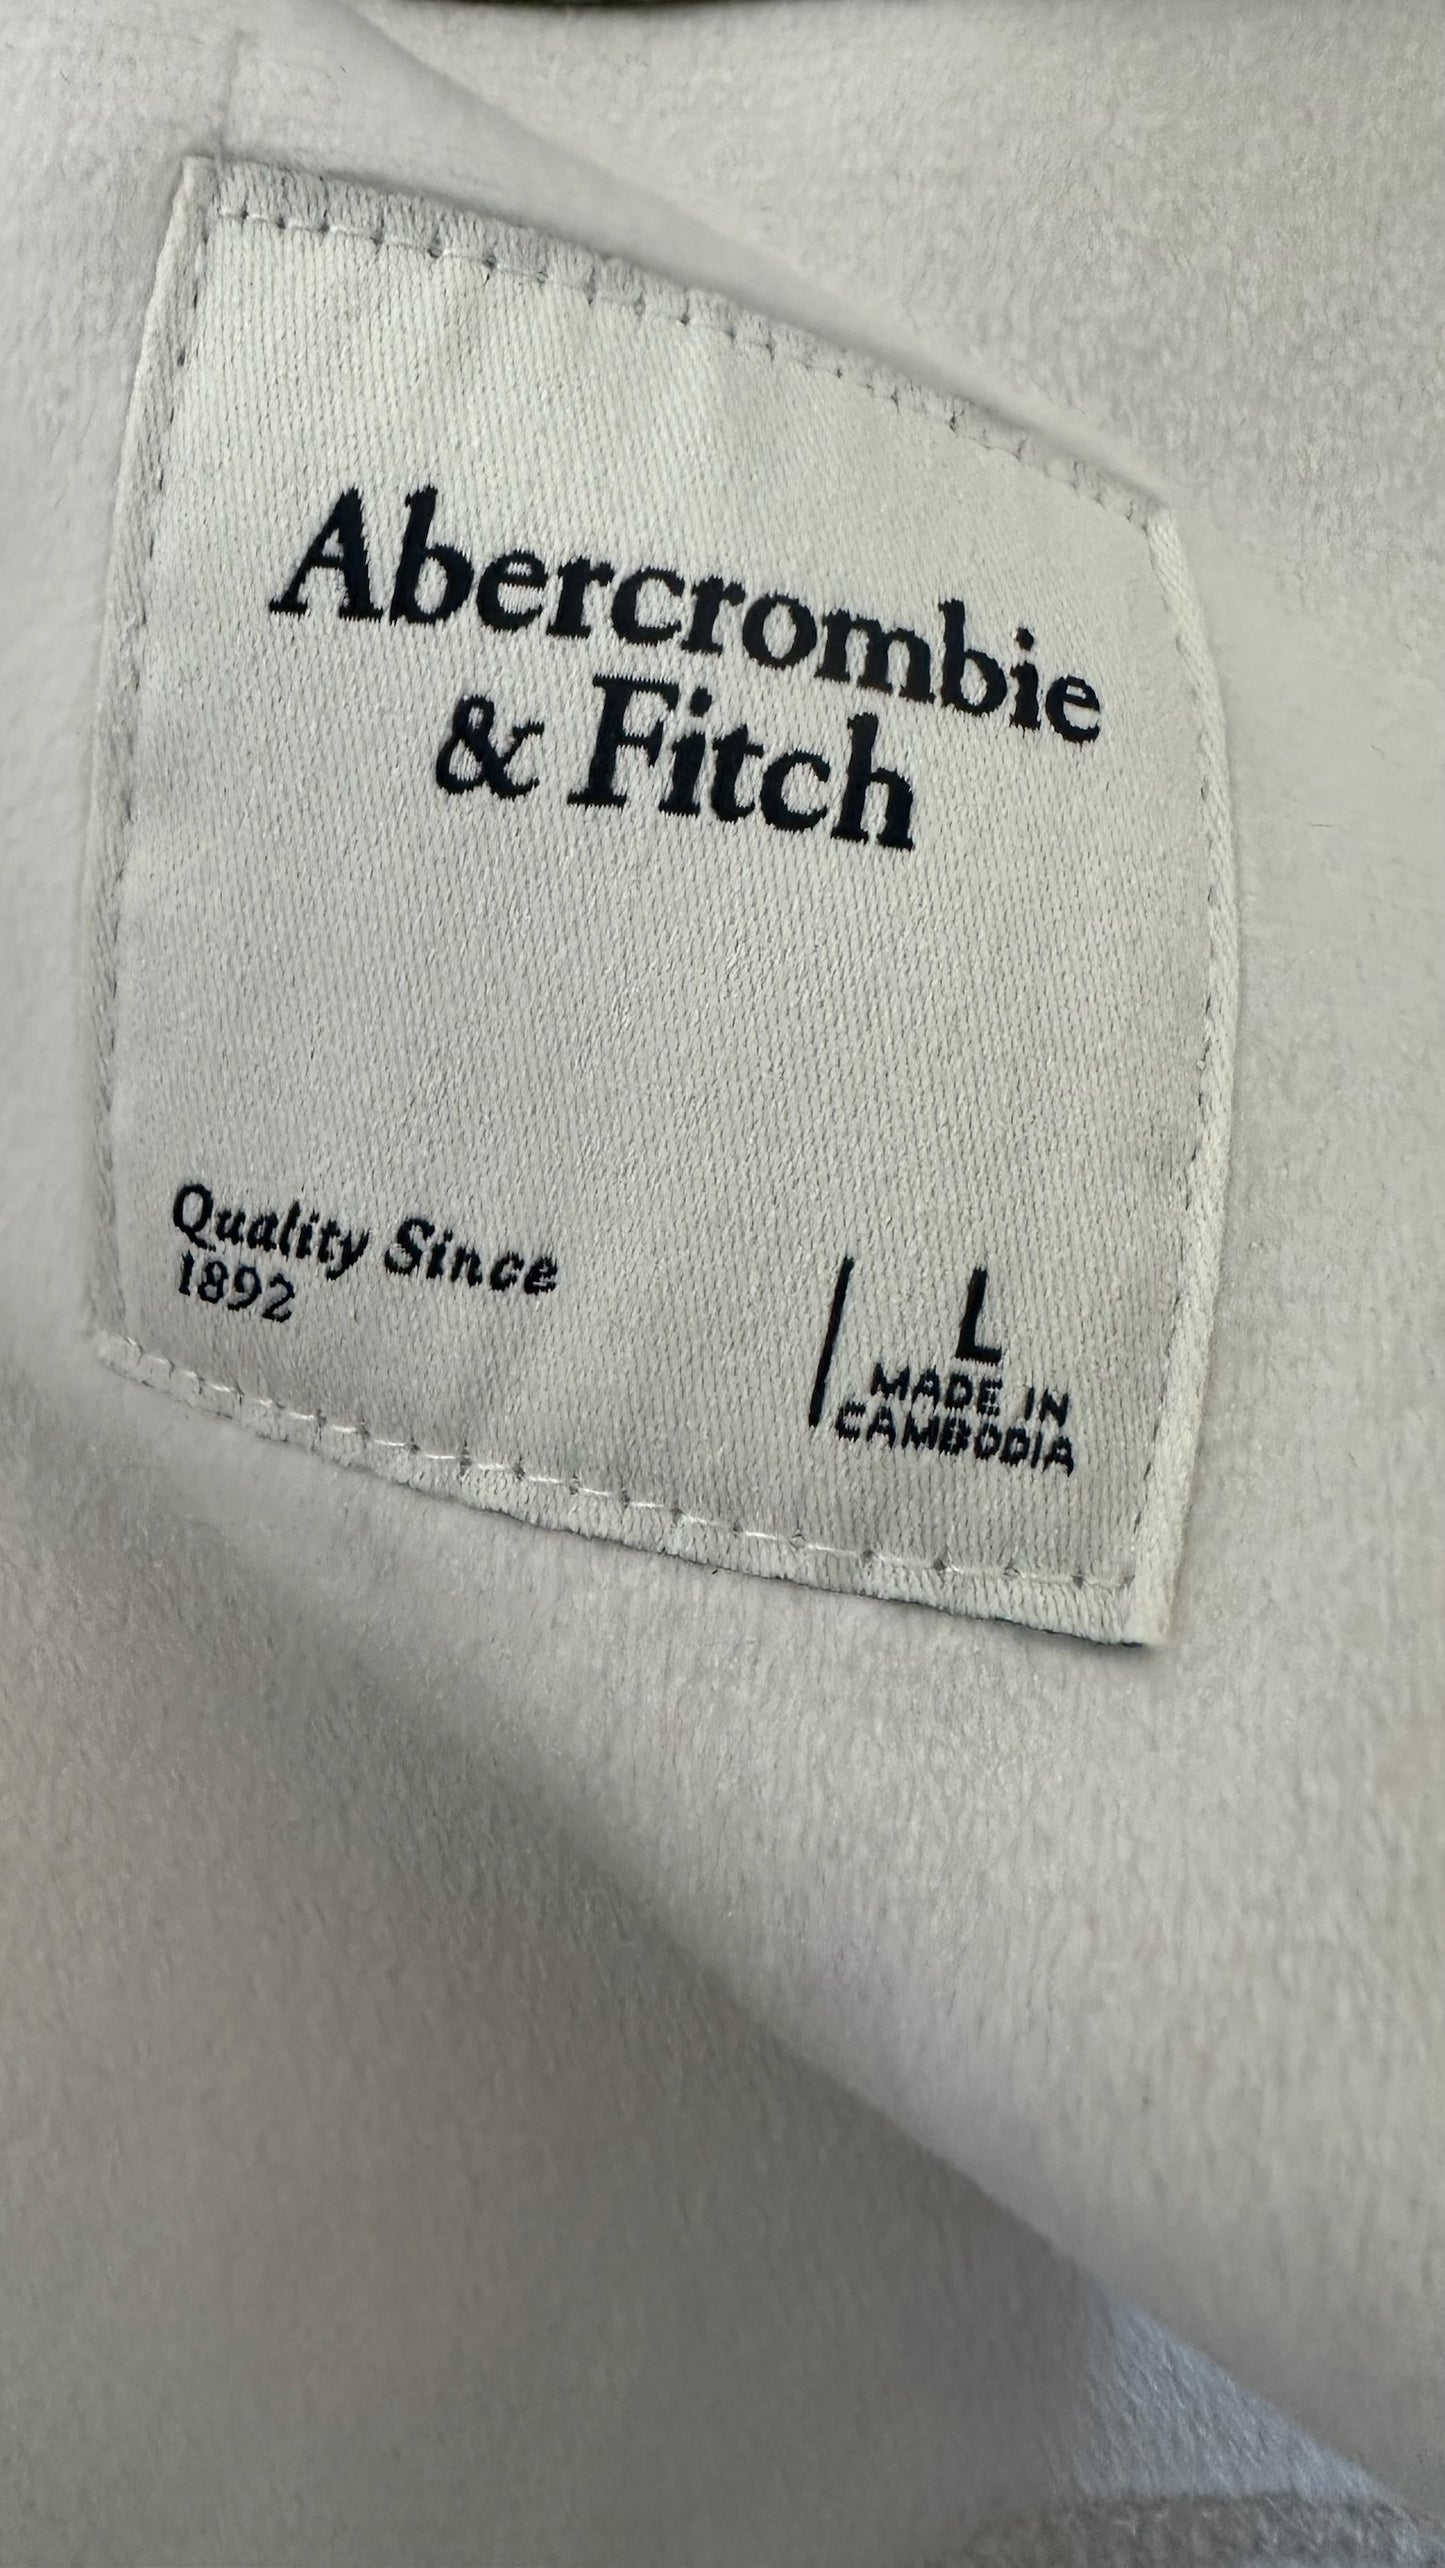 Abercrombie
& Fitch
Quality Since
1892
L
MADE IN
CAMBODIA